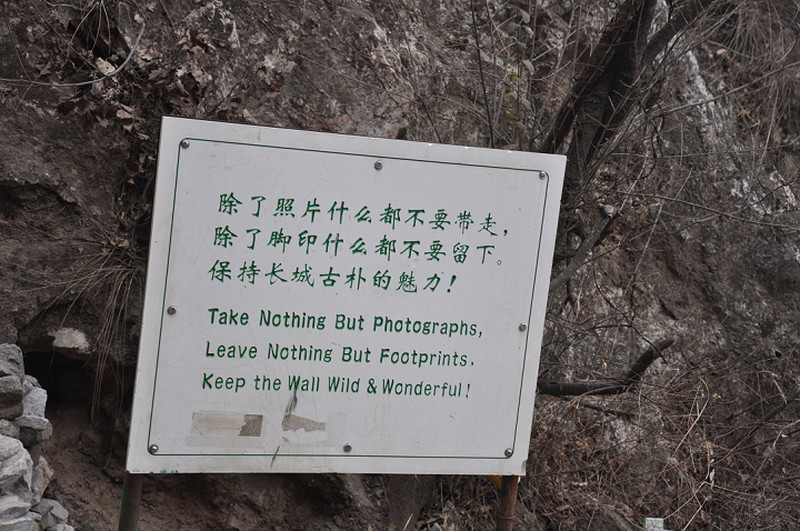 除了照片什么都不要带走,
除了脚印什么都不要留下。
保持长城古朴的魅力!
Take Nothing But Photographs,
Leave Nothing But Footprints.
Keep the Wall Wild & Wonderful!